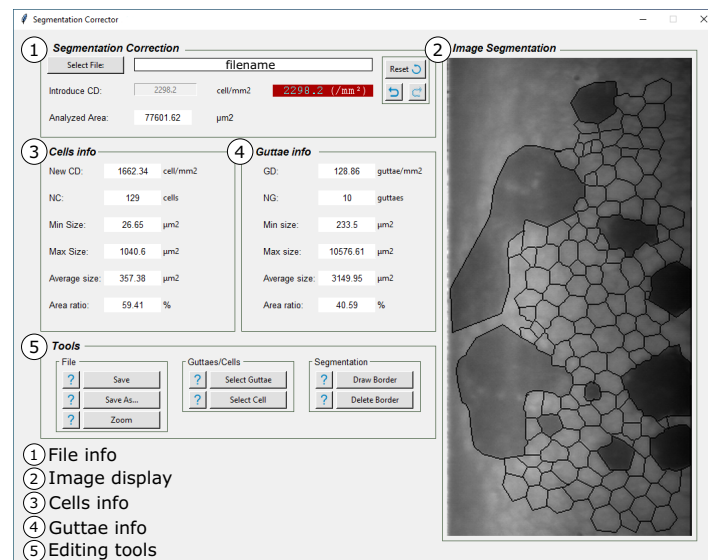 Segmentation Corrector
1 Segmentation Correction
Select File: filename Reset
Introduce CD: 2298.2 cell/mm2 2298.2 (/mm²)
Analyzed Area: 77601.62 µm2
2 Image Segmentation
3 Cells info
New CD: 1662.34 cell/mm2
NC: 129 cells
Min Size: 26.65 µm2
Max Size: 1040.6 µm2
Average size: 357.38 µm2
Area ratio: 59.41 %
4 Guttae info
GD: 128.86 guttae/mm2
NG: 10 guttaes
Min size: 233.5 µm2
Max size: 10576.61 µm2
Average size: 3149.95 µm2
Area ratio: 40.59 %
5 Tools
File
? Save
? Save As...
? Zoom
Guttaes/Cells
? Select Guttae
? Select Cell
Segmentation
? Draw Border
? Delete Border
1 File info
2 Image display
3 Cells info
4 Guttae info
5 Editing tools